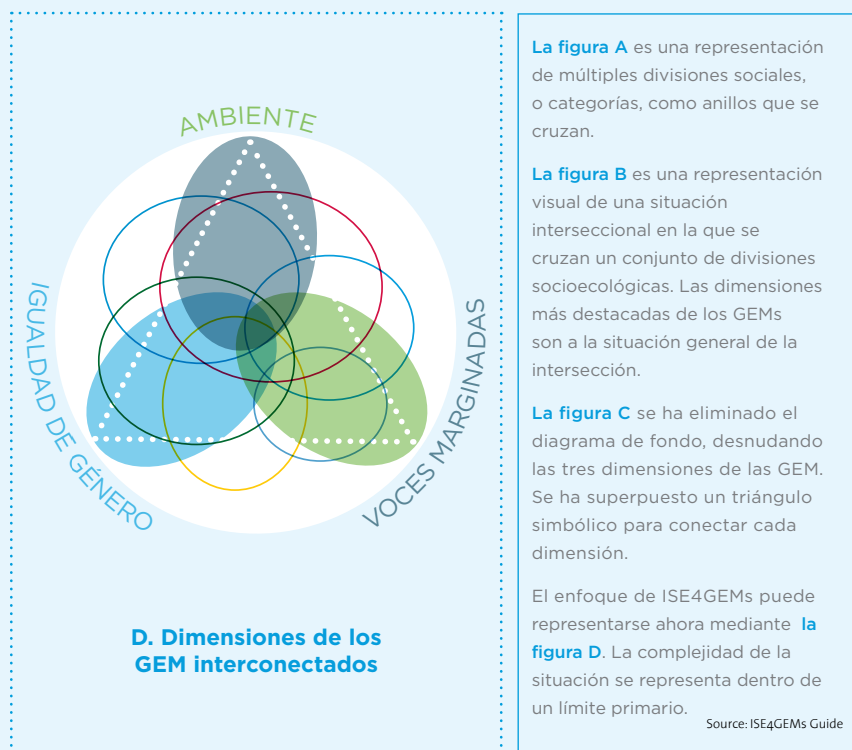 AMBIENTE
IGUALDAD DE GÉNERO
VOCES MARGINADAS
D. Dimensiones de los
GEM interconectados
La figura A es una representación
de múltiples divisiones sociales,
o categorías, como anillos que se
cruzan.
La figura B es una representación
visual de una situación
interseccional en la que se
cruzan un conjunto de divisiones
socioecológicas. Las dimensiones
más destacadas de los GEMs
son a la situación general de la
intersección.
La figura C se ha eliminado el
diagrama de fondo, desnudando
las tres dimensiones de las GEM.
Se ha superpuesto un triángulo
simbólico para conectar cada
dimensión.
El enfoque de ISE4GEMs puede
representarse ahora mediante la
figura D. La complejidad de la
situación se representa dentro de
un límite primario.
Source: ISE4GEMs Guide